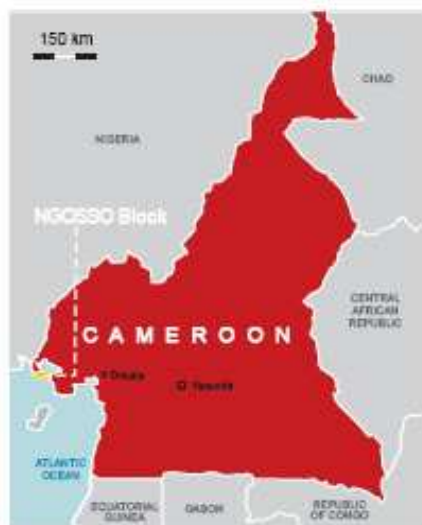 150 km
CHAD
NIGERIA
NGOSSO Block
CENTRAL
AFRICAN
REPUBLIC
CAMEROON
Douala
Yaounde
ATLANTIC
OCEAN
EQUATORIAL
GUINEA
GABON
REPUBLIC
OF CONGO